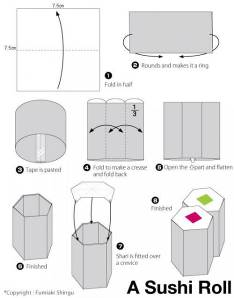 7.5cm
7.5cm
1 Fold in half
2 Rounds and makes it a ring
3 Tape is pasted
1/3
4 Fold to make a crease
and fold back
5 Open the part and flatten
6 Finished
7 Shari is fitted over
a crevice
8 Finished
*Copyright : Fumiaki Shingu
A Sushi Roll